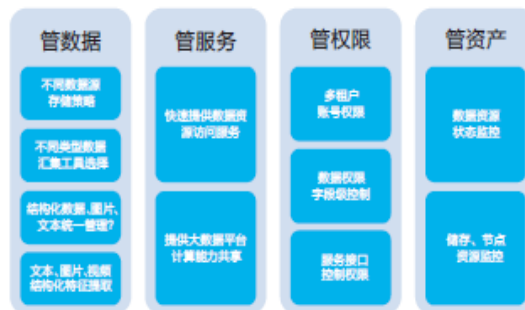 管数据
不同数据源
存储策略
不同类型数据
汇集工具选择
结构化数据、图片、
文本统一管理?
文本、图片、视频
结构化特征提取
管服务
快速提供数据资
源访问服务
提供大数据平台
计算能力共享
管权限
多租户
账号权限
数据权限
字段级控制
服务接口
控制权限
管资产
数据资源
状态监控
储存、节点
资源监控